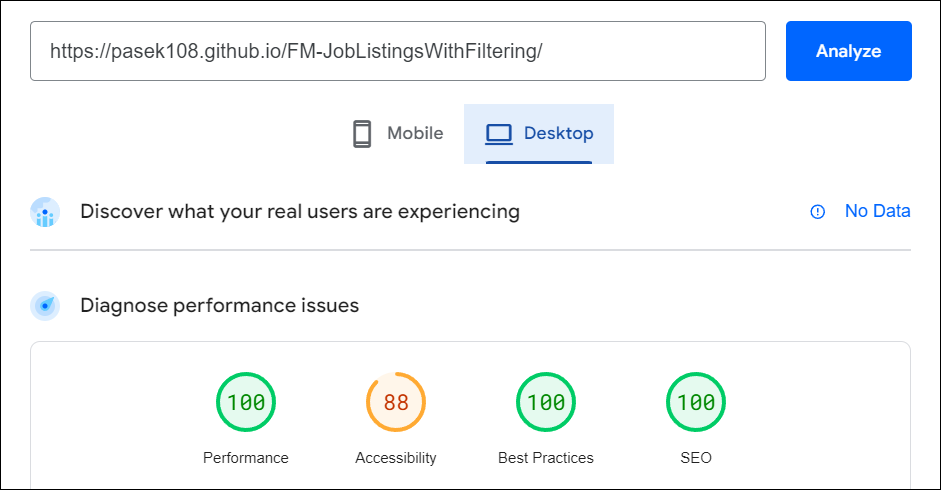 https://pasek108.github.io/FM-JobListingsWithFiltering/
Analyze
Mobile
Desktop
Discover what your real users are experiencing
No Data
Diagnose performance issues
100
88
100
100
Performance
Accessibility
Best Practices
SEO